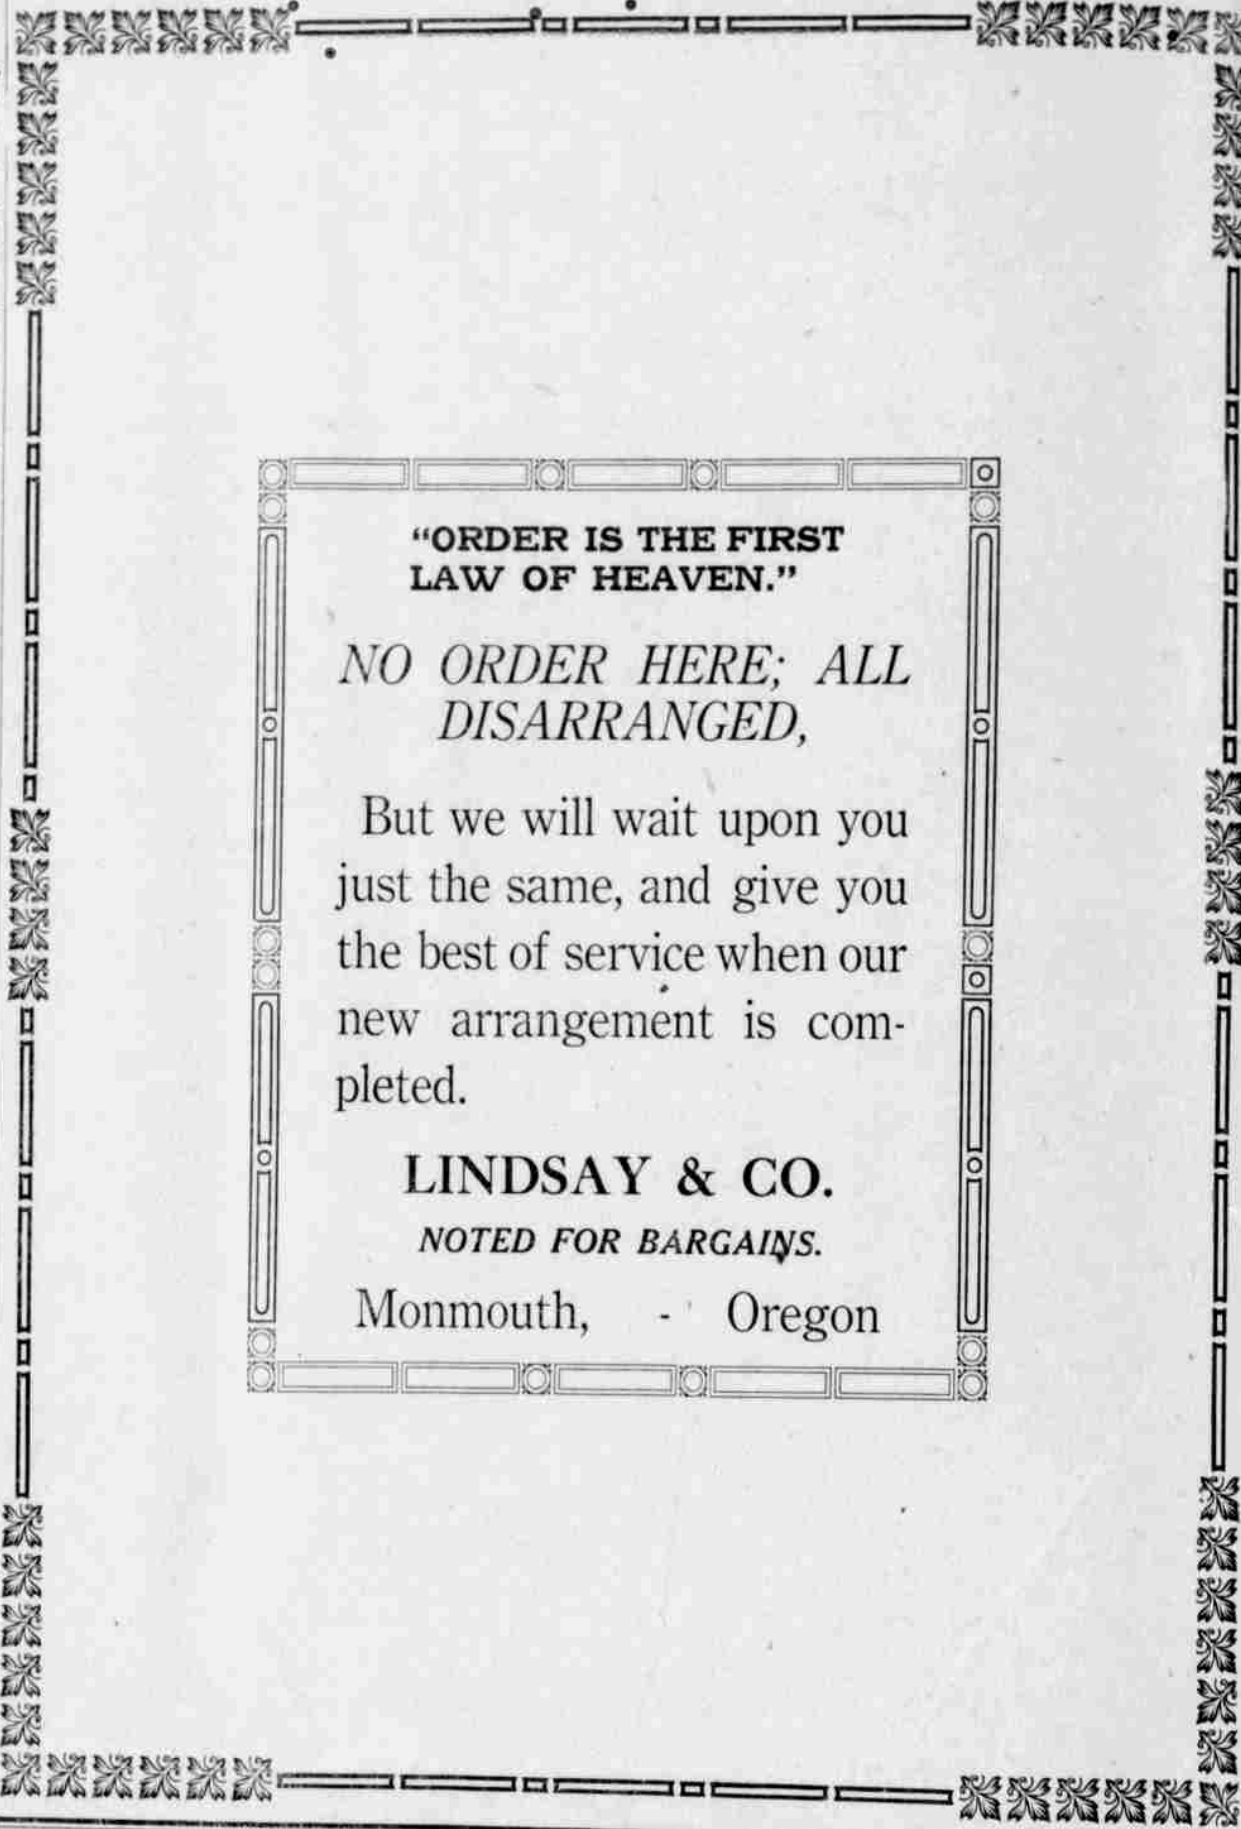 “ORDER IS THE FIRST
LAW OF HEAVEN.”
NO ORDER HERE; ALL
DISARRANGED,
But we will wait upon you
just the same, and give you
the best of service when our
new arrangement is com-
pleted.
LINDSAY & CO.
NOTED FOR BARGAINS.
Monmouth, - Oregon